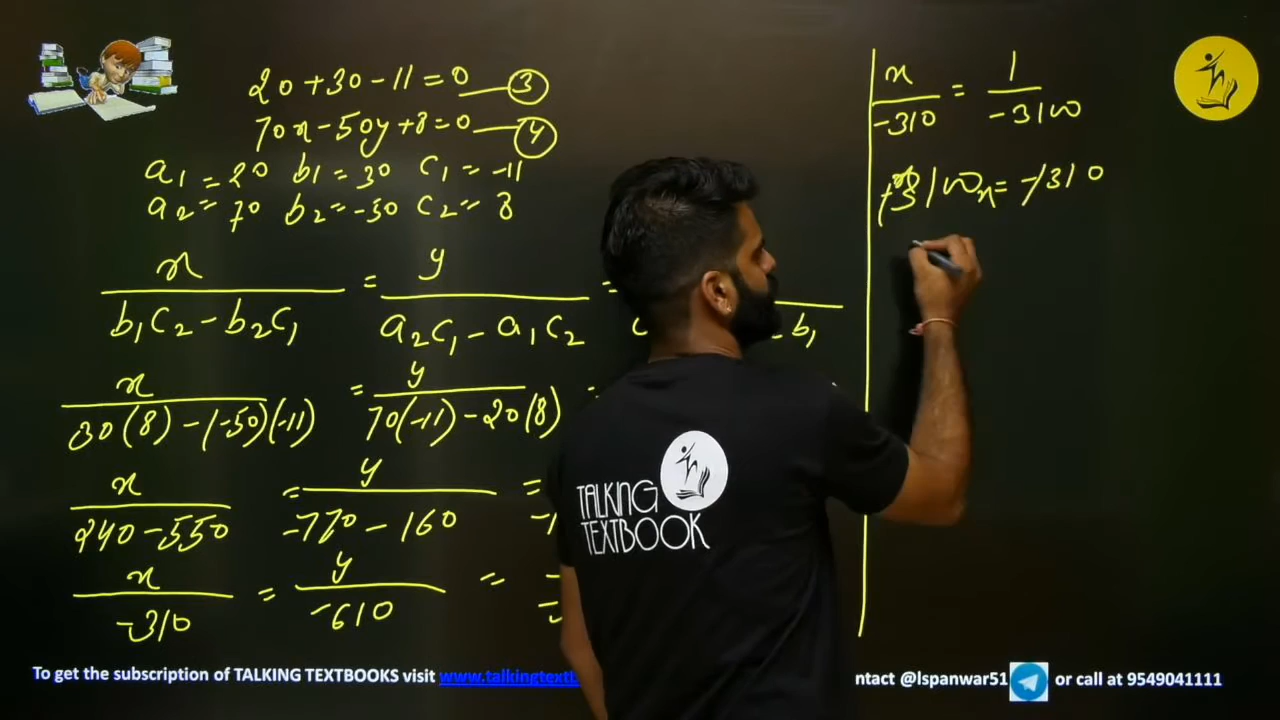 20 + 30 - 11 = 0 3
70x - 50y + 8 = 0 4
a1 = 20 b1 = 30 c1 = -11
a2 = 70 b2 = -50 c2 = 8
x = y =
b1c2 - b2c1 a2c1 - a1c2 - b1
x = y =
30(8) - (-50)(-11) 70(-11) - 20(8)
x = y =
240 - 550 -770 - 160
x = y =
-310 -610
x = 1
-310 -3100
x = -310
TALKING
TEXTBOOK
To get the subscription of TALKING TEXTBOOKS visit www.talkingtext
ntact @lspanwar51 or call at 9549041111